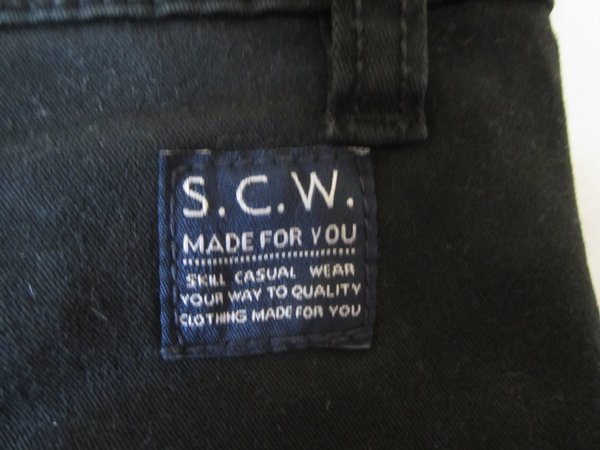 S.C.W.
MADE FOR YOU
SKILL CASUAL WEAR
YOUR WAY TO QUALITY
CLOTHING MADE FOR YOU